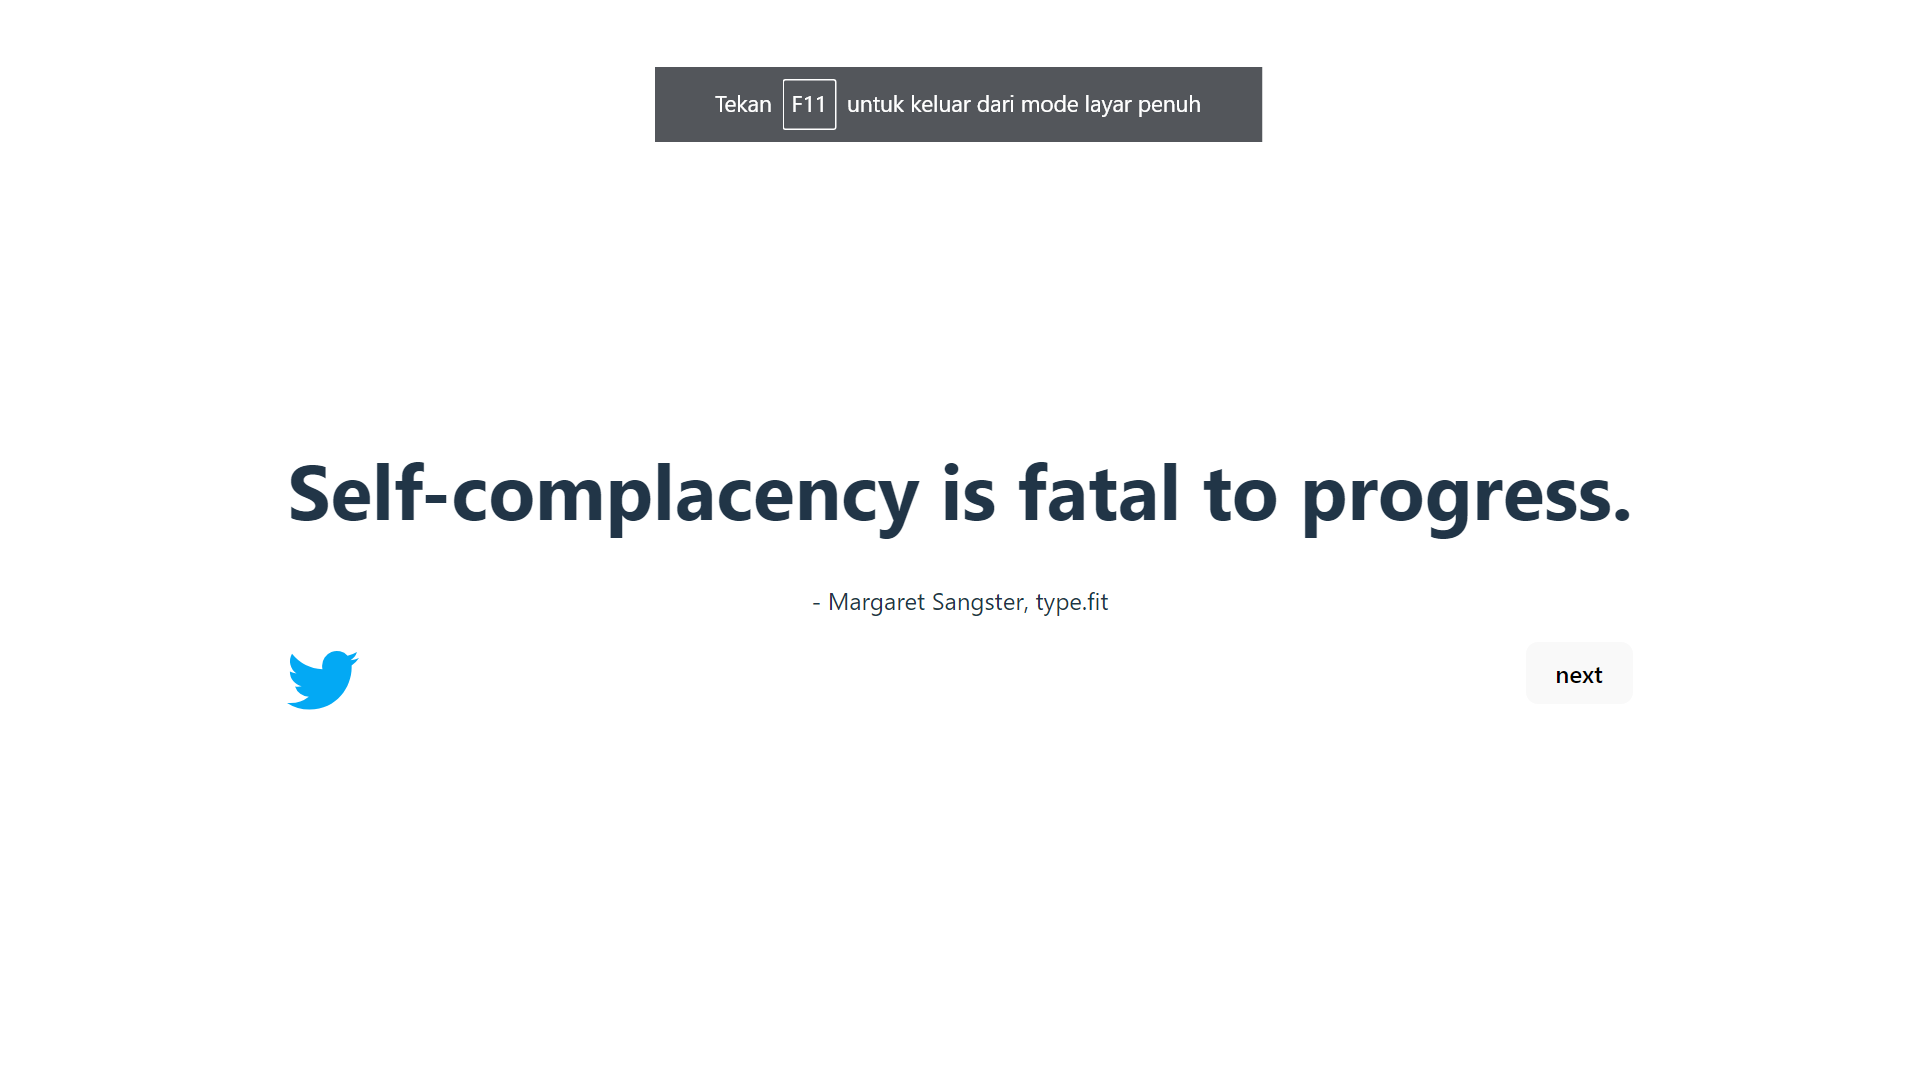 Tekan F11 untuk keluar dari mode layar penuh
Self-complacency is fatal to progress.
- Margaret Sangster, type.fit
next